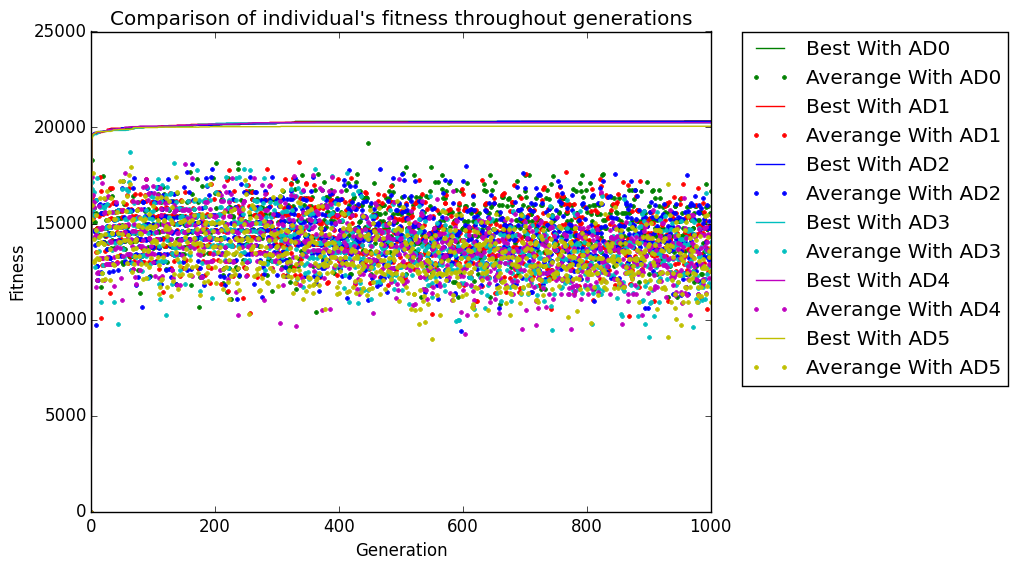 Comparison of individual's fitness throughout generations
25000
20000
15000
10000
5000
0
Fitness
0 200 400 600 800 1000
Generation
Best With AD0
Averange With AD0
Best With AD1
Averange With AD1
Best With AD2
Averange With AD2
Best With AD3
Averange With AD3
Best With AD4
Averange With AD4
Best With AD5
Averange With AD5